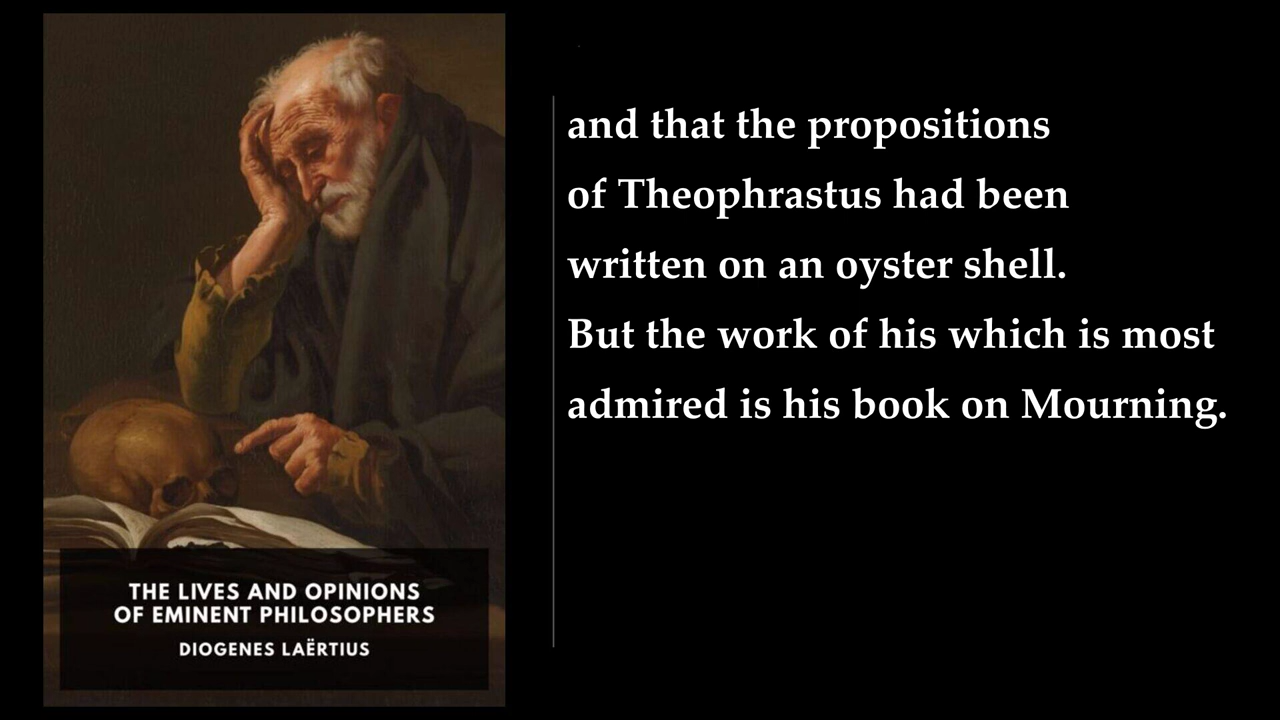 THE LIVES AND OPINIONS
OF EMINENT PHILOSOPHERS
DIOGENES LAËRTIUS
and that the propositions
of Theophrastus had been
written on an oyster shell.
But the work of his which is most
admired is his book on Mourning.